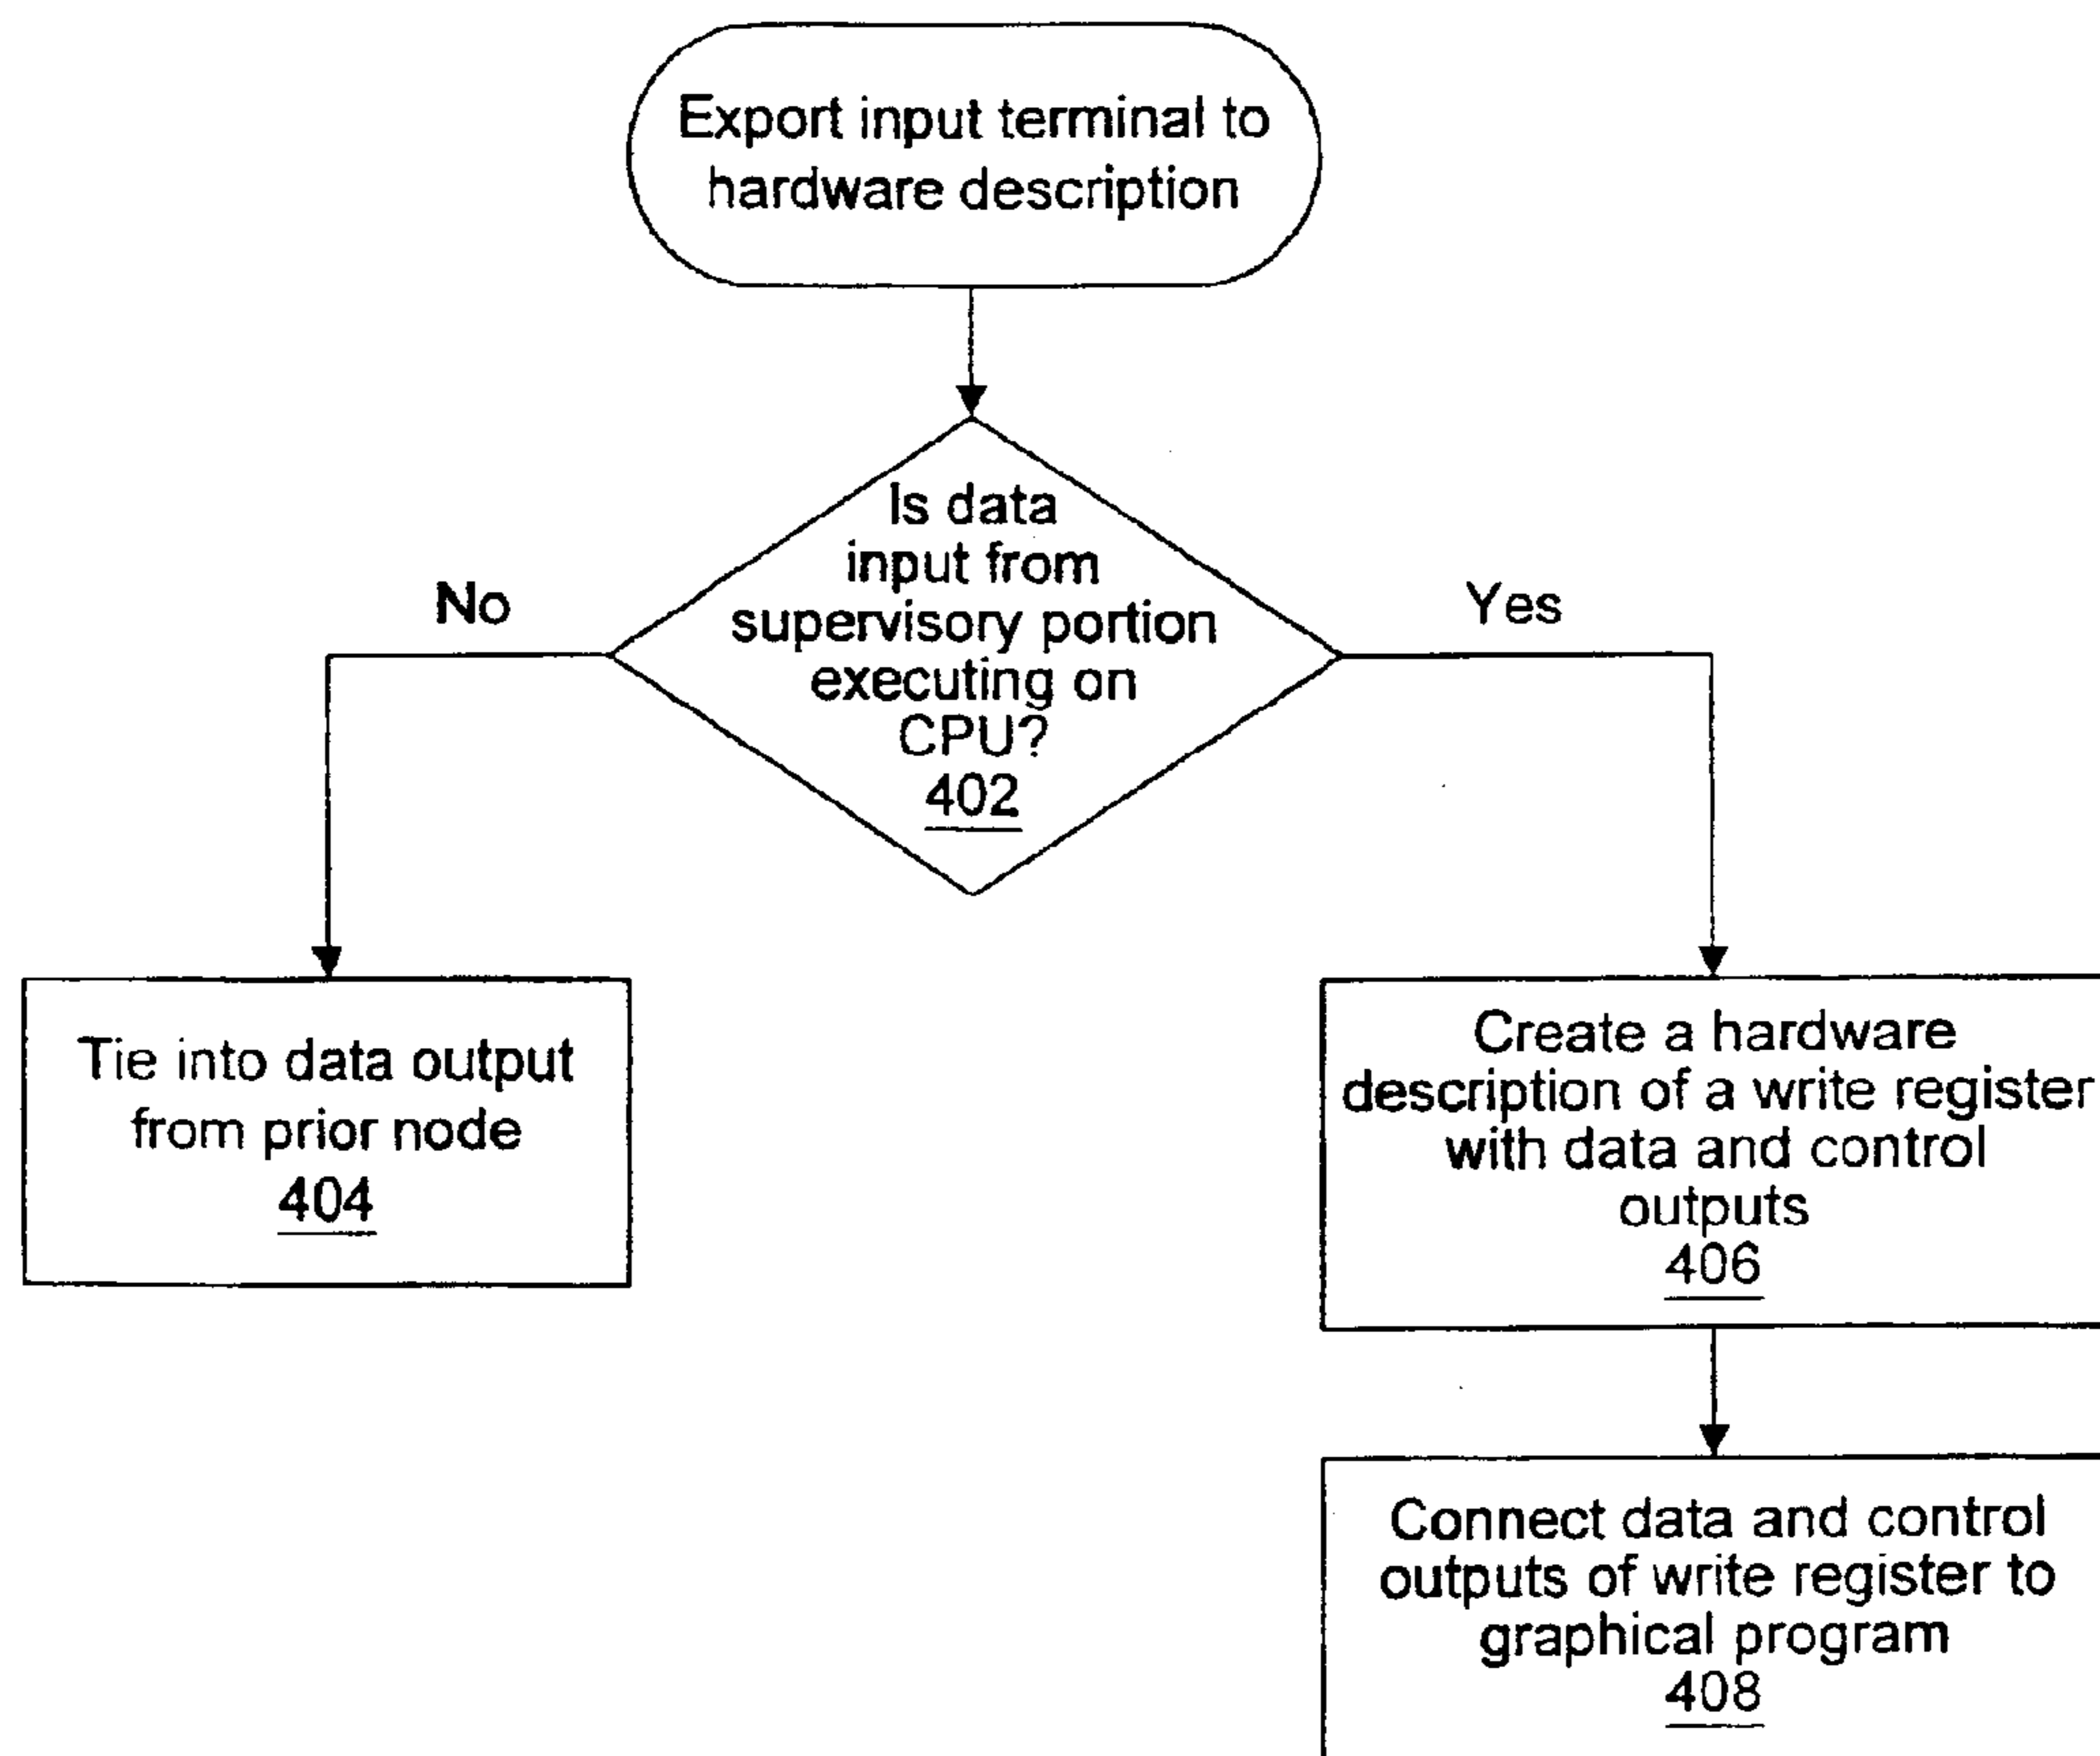 Export input terminal to
hardware description
Is data
input from
supervisory portion
executing on
CPU?
402
No
Yes
Tie into data output
from prior node
404
Create a hardware
description of a write register
with data and control
outputs
406
Connect data and control
outputs of write register to
graphical program
408